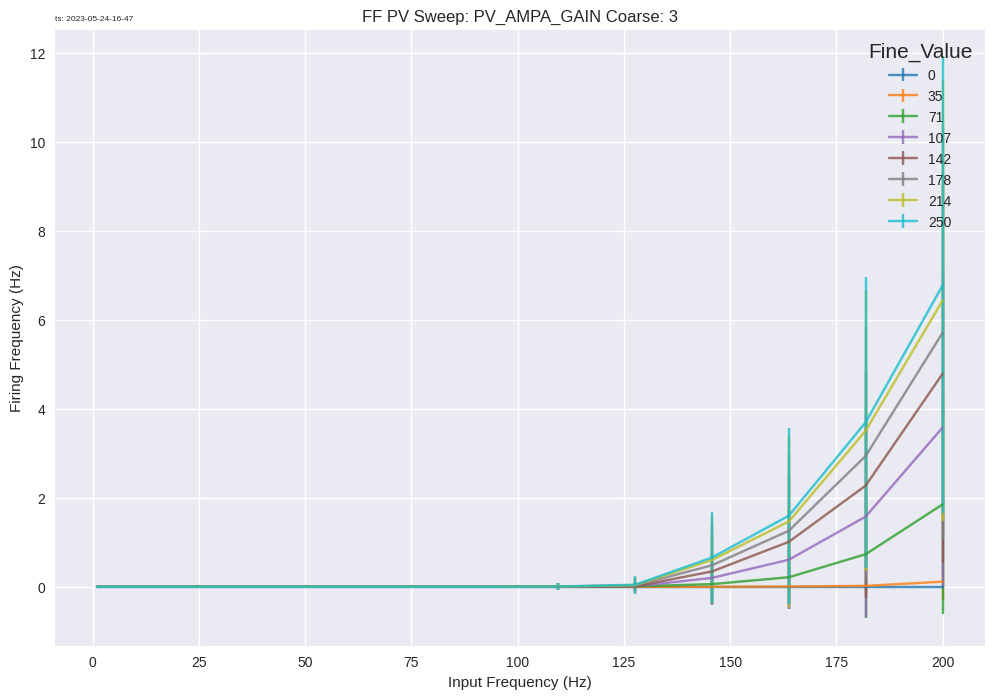 ts: 2023-05-24-16-47
FF PV Sweep: PV_AMPA_GAIN Coarse: 3
Fine_Value
0
35
71
107
142
178
214
250
Firing Frequency (Hz)
12
10
8
6
4
2
0
0 25 50 75 100 125 150 175 200
Input Frequency (Hz)